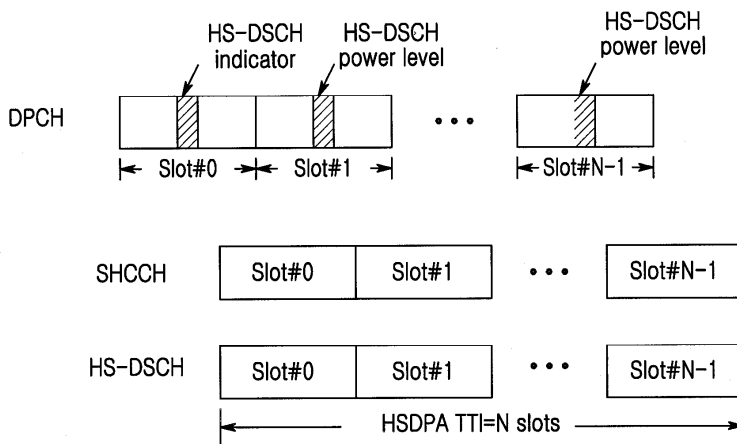 HS-DSCH indicator
HS-DSCH power level
HS-DSCH power level
DPCH
• • •
Slot#0
Slot#1
Slot#N-1
SHCCH
Slot#0
Slot#1
• • •
Slot#N-1
HS-DSCH
Slot#0
Slot#1
• • •
Slot#N-1
HSDPA TTI=N slots